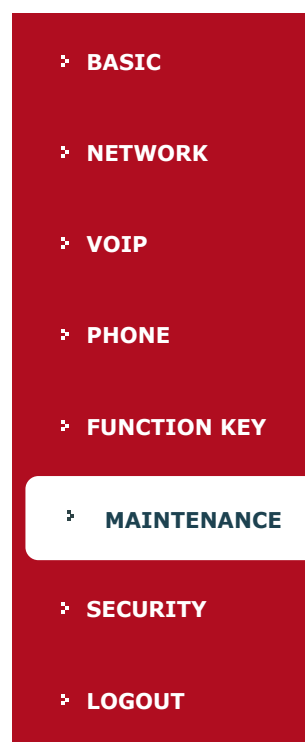 BASIC
NETWORK
VOIP
PHONE
FUNCTION KEY
MAINTENANCE
SECURITY
LOGOUT